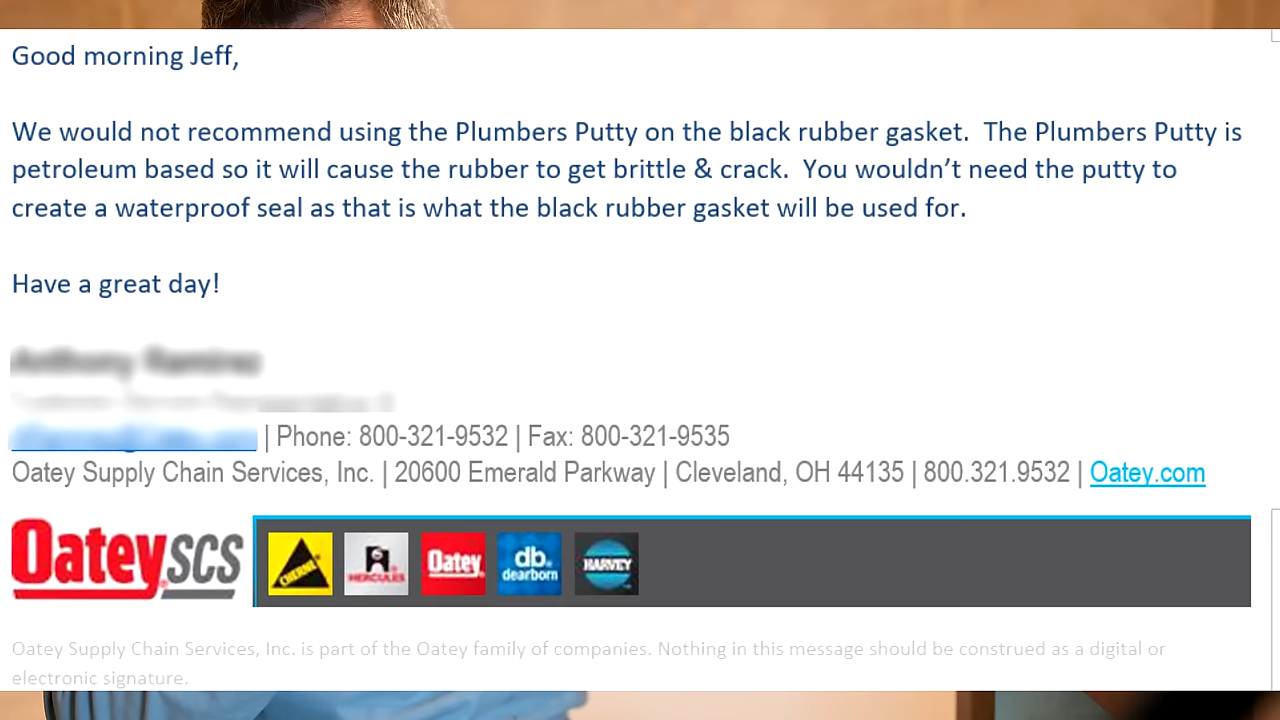 Good morning Jeff,
We would not recommend using the Plumbers Putty on the black rubber gasket.  The Plumbers Putty is
petroleum based so it will cause the rubber to get brittle & crack.  You wouldn’t need the putty to
create a waterproof seal as that is what the black rubber gasket will be used for.
Have a great day!
| Phone: 800-321-9532 | Fax: 800-321-9535
Oatey Supply Chain Services, Inc. | 20600 Emerald Parkway | Cleveland, OH 44135 | 800.321.9532 | Oatey.com
Oatey SCS CHERNE HERCULES Oatey db. dearborn HARVEY
Oatey Supply Chain Services, Inc. is part of the Oatey family of companies. Nothing in this message should be construed as a digital or
electronic signature.